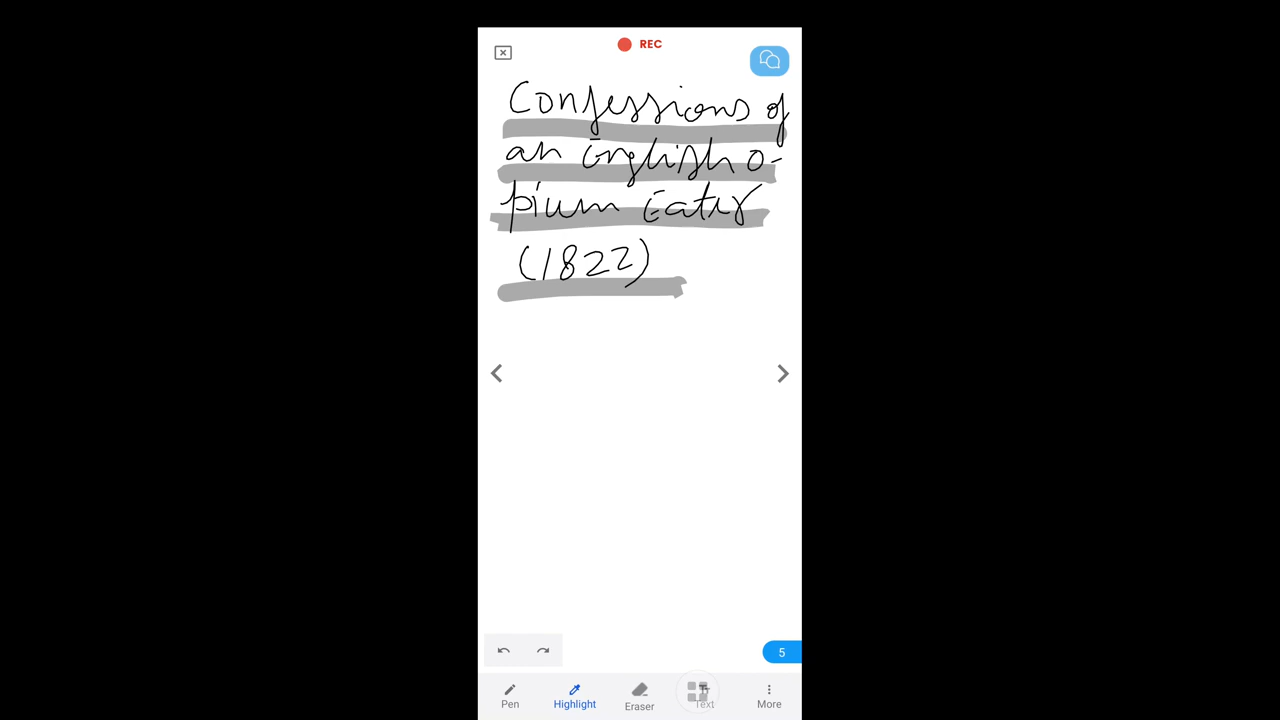 REC
Confessions of
an English O-
pium Eater
(1822)
5
Pen
Highlight
Eraser
Text
More